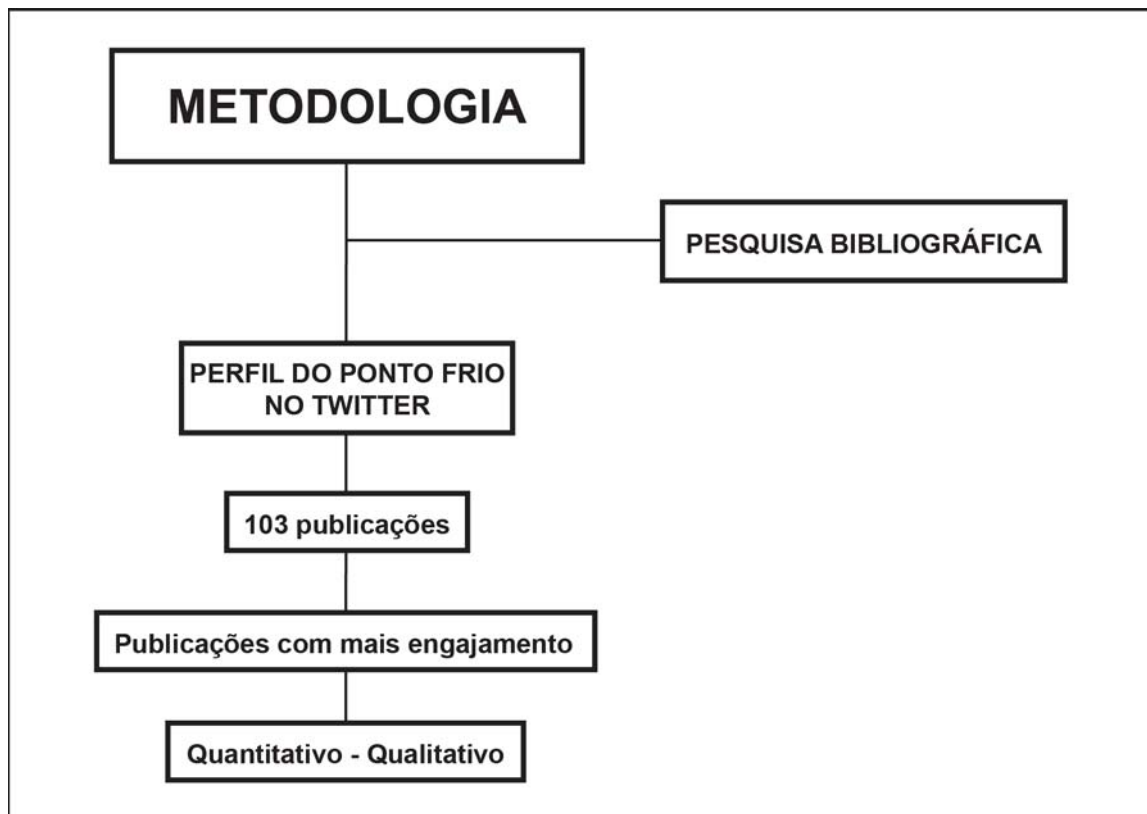 METODOLOGIA
PESQUISA BIBLIOGRÁFICA
PERFIL DO PONTO FRIO
NO TWITTER
103 publicações
Publicações com mais engajamento
Quantitativo - Qualitativo